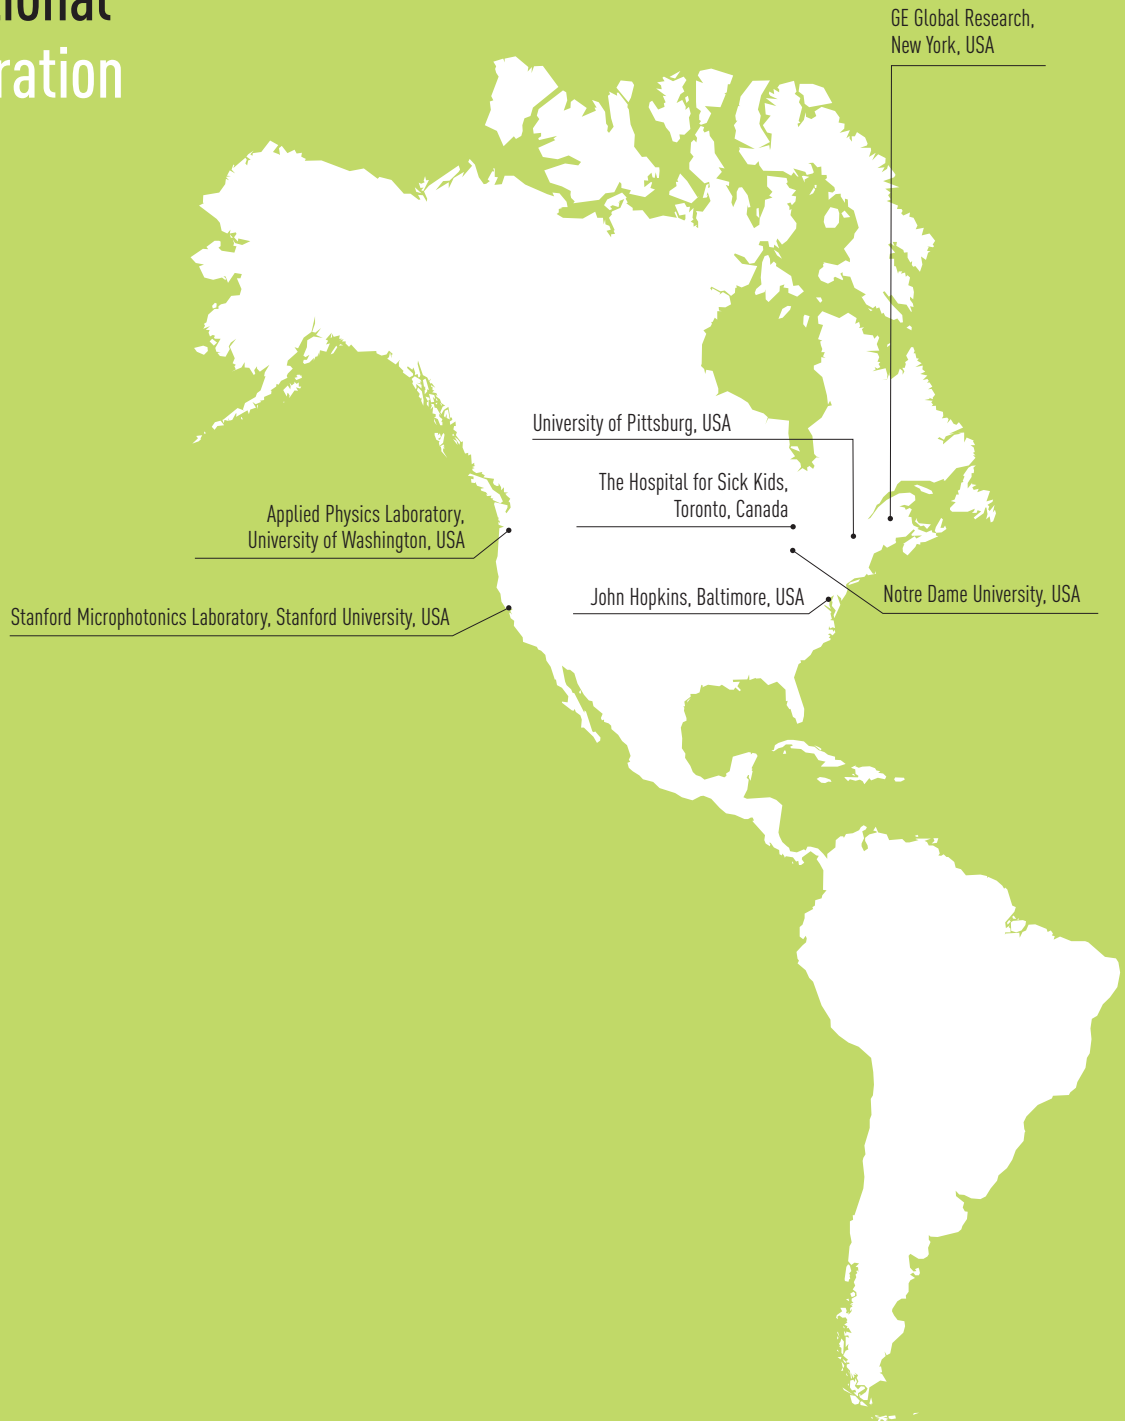 ional
ration
GE Global Research,
New York, USA
University of Pittsburg, USA
The Hospital for Sick Kids,
Toronto, Canada
Applied Physics Laboratory,
University of Washington, USA
John Hopkins, Baltimore, USA
Notre Dame University, USA
Stanford Microphotonics Laboratory, Stanford University, USA